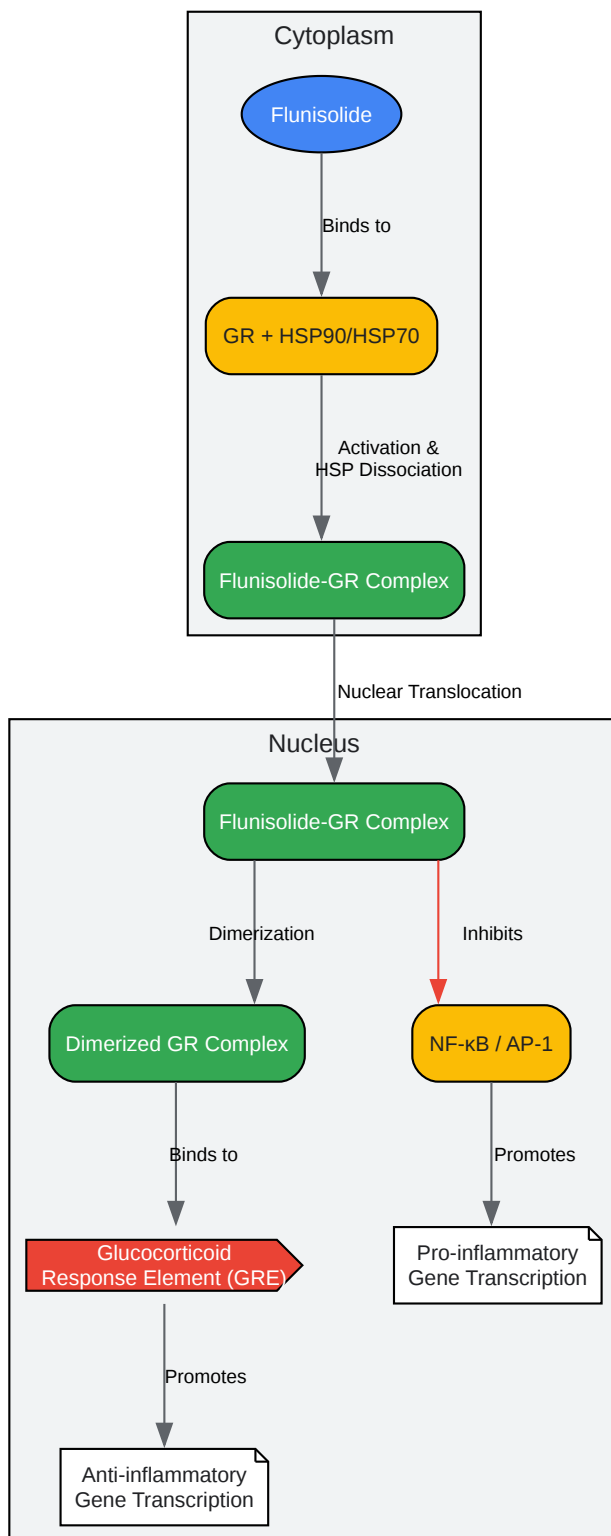 Cytoplasm
Flunisolide
Binds to
GR + HSP90/HSP70
Activation &
HSP Dissociation
Flunisolide-GR Complex
Nuclear Translocation
Nucleus
Flunisolide-GR Complex
Dimerization
Inhibits
Dimerized GR Complex
NF-κB / AP-1
Binds to
Promotes
Glucocorticoid
Response Element (GRE)
Pro-inflammatory
Gene Transcription
Promotes
Anti-inflammatory
Gene Transcription